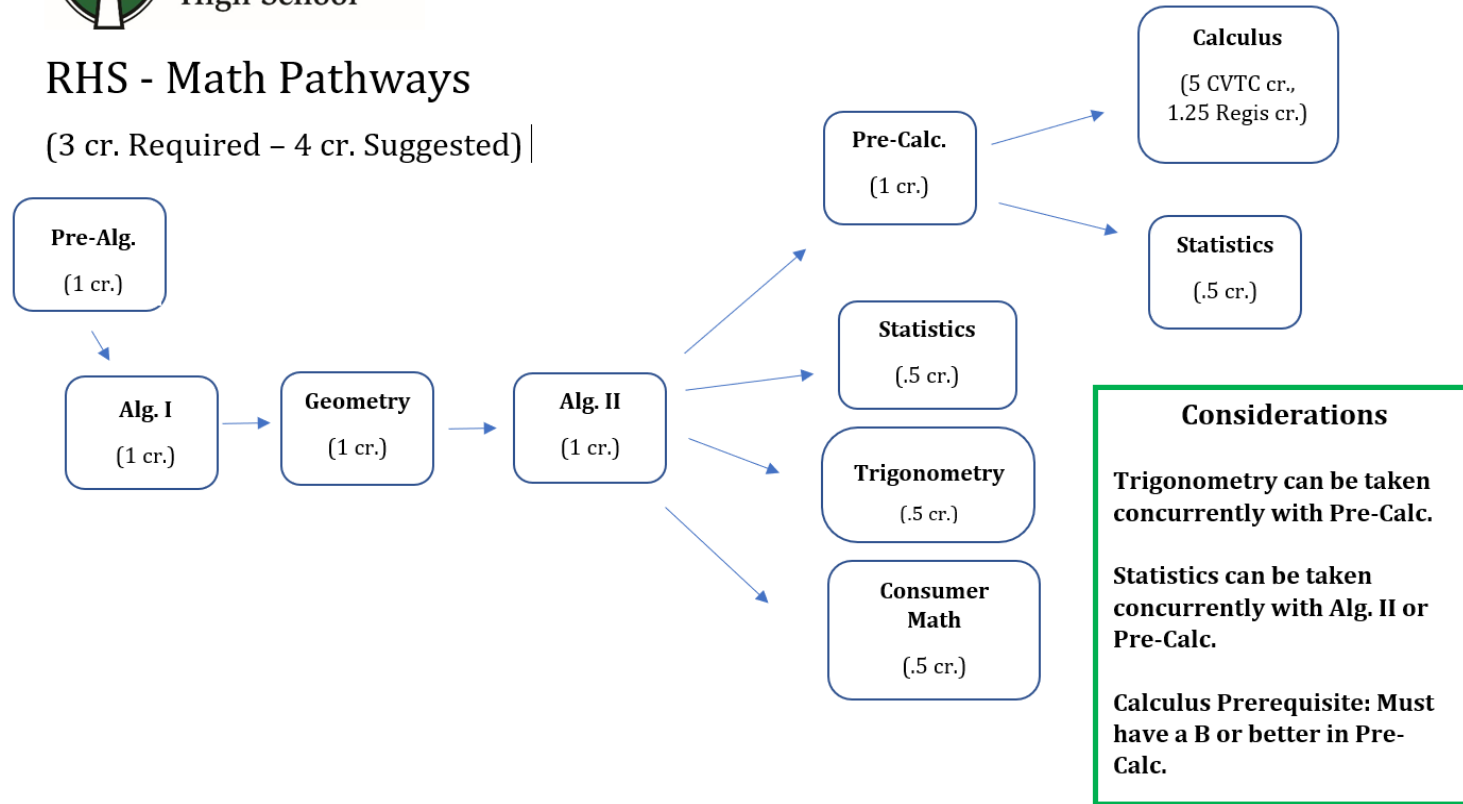 High School
RHS - Math Pathways
(3 cr. Required – 4 cr. Suggested)
Pre-Alg.
(1 cr.)
Alg. I
(1 cr.)
Geometry
(1 cr.)
Alg. II
(1 cr.)
Pre-Calc.
(1 cr.)
Calculus
(5 CVTC cr.,
1.25 Regis cr.)
Statistics
(.5 cr.)
Statistics
(.5 cr.)
Trigonometry
(.5 cr.)
Consumer
Math
(.5 cr.)
Considerations
Trigonometry can be taken
concurrently with Pre-Calc.
Statistics can be taken
concurrently with Alg. II or
Pre-Calc.
Calculus Prerequisite: Must
have a B or better in Pre-
Calc.